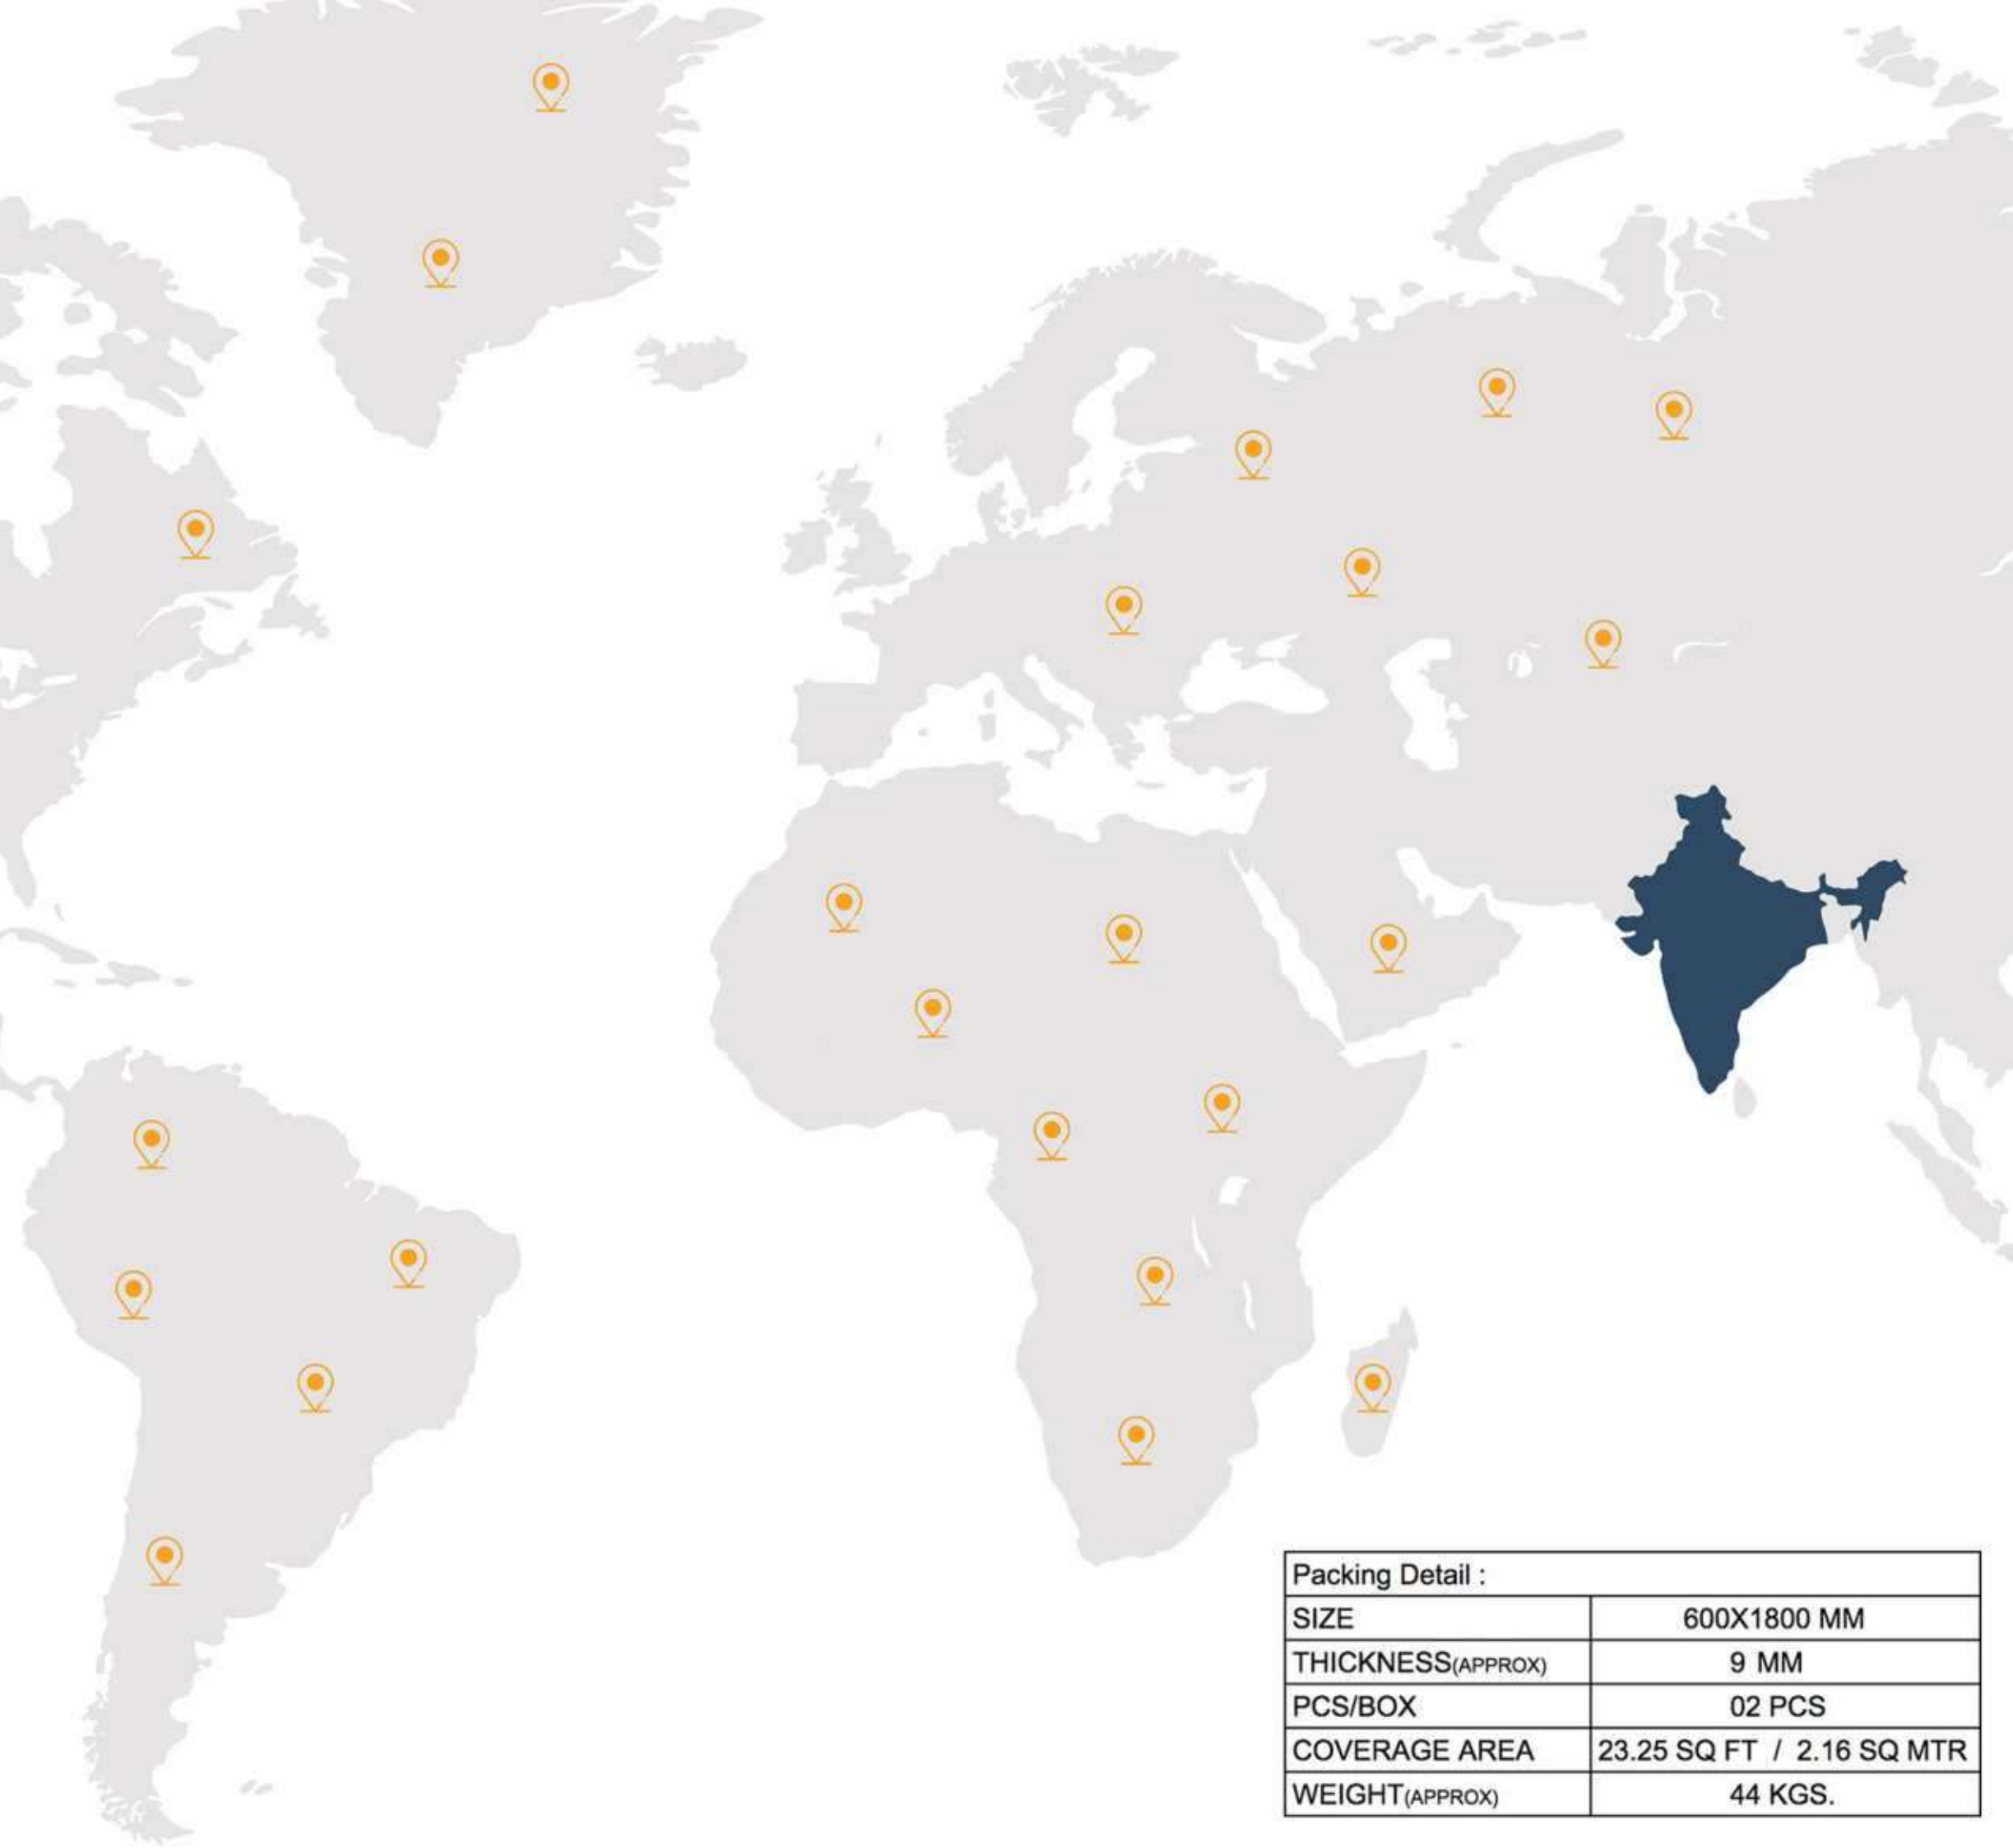 Packing Detail :
SIZE 600X1800 MM
THICKNESS(APPROX) 9 MM
PCS/BOX 02 PCS
COVERAGE AREA 23.25 SQ FT / 2.16 SQ MTR
WEIGHT(APPROX) 44 KGS.